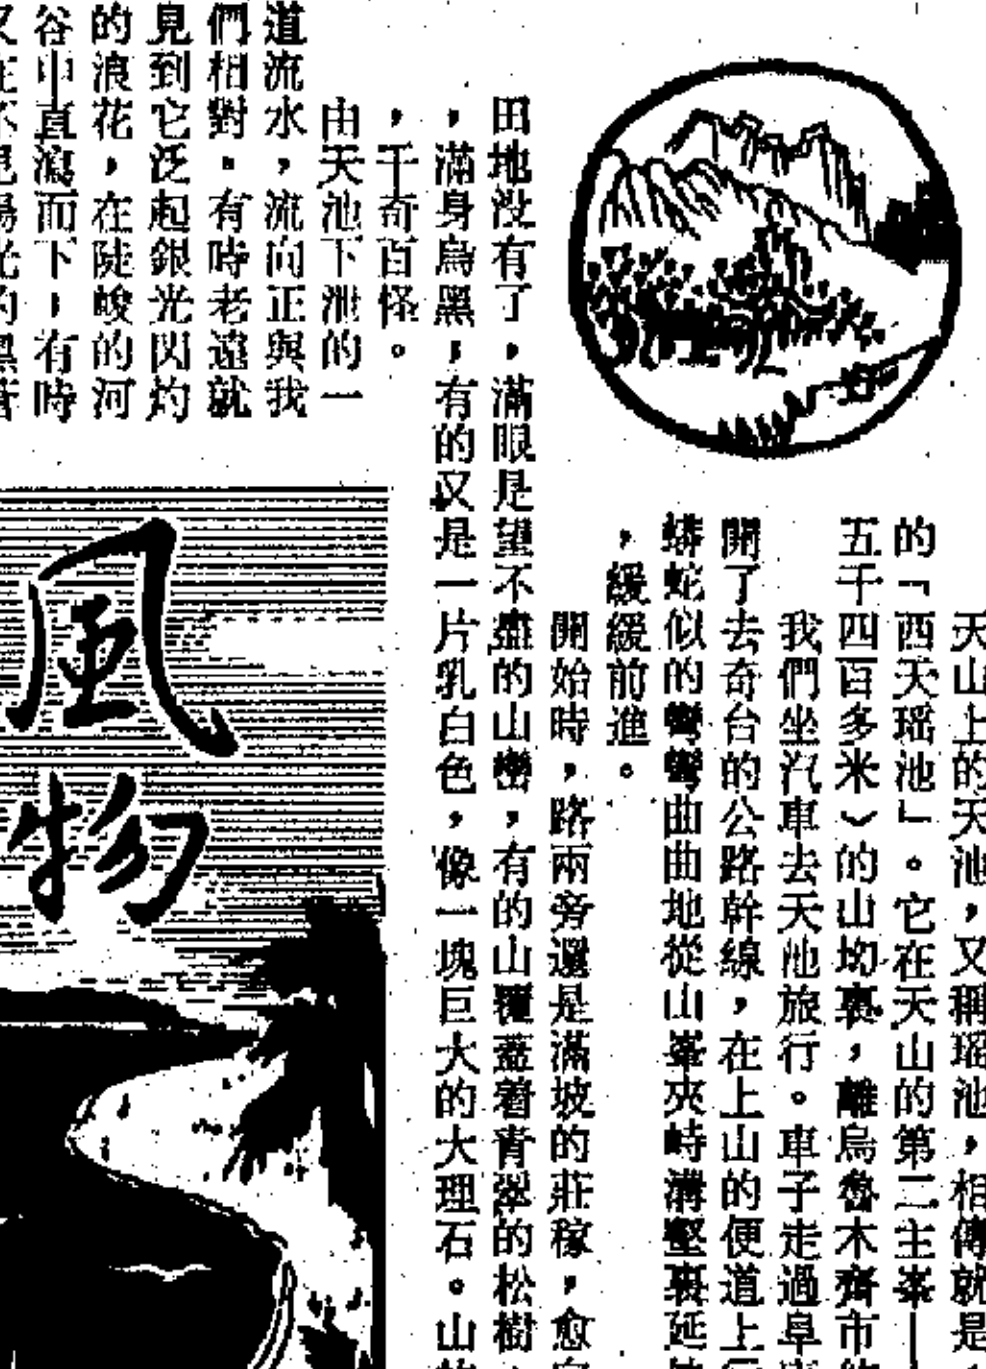 天山上的天池，又稱瑶池，相傳就是
的「西天瑶池」。它在天山的第二主峯—
五千四百多米）的山坳裏，離烏魯木齊市
我們坐汽車去天池旅行。車子走過阜
開了去奇台的公路幹線，在上山的便道上
蟒蛇似的彎彎曲曲地從山峯夾峙溝壑裏延
，緩緩前進。
開始時，路兩旁還是滿坡的莊稼，愈
田地没有了，滿眼是望不盡的山巒，有的山覆蓋着青翠的松樹，
，滿身烏黑，有的又是一片乳白色，像一塊巨大的大理石。山
，千奇百怪。
由天池下泄的一
道流水，流向正與我
們相對。有時老遠就
見到它泛起銀光閃灼
的浪花，在陡峻的河
谷中直瀉而下，有時
風物